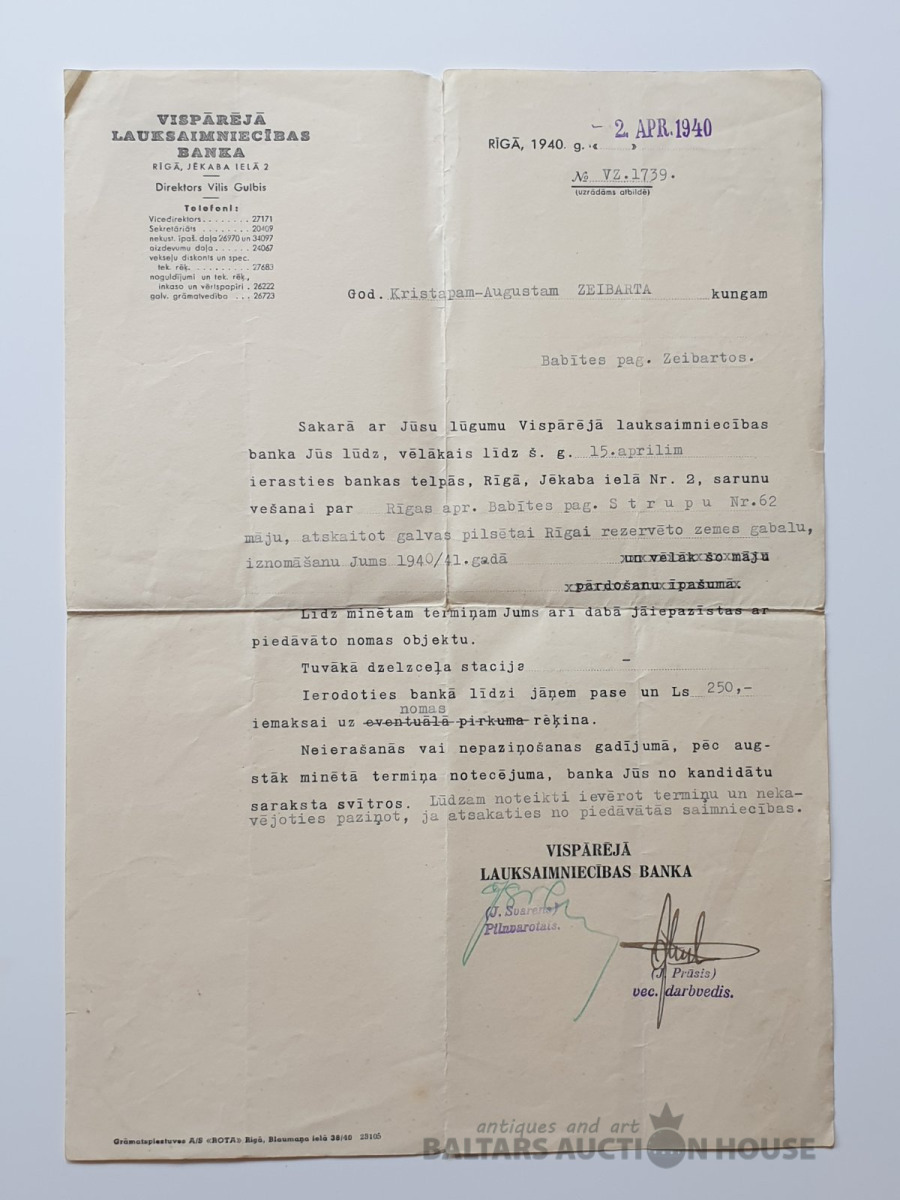 VISPĀRĒJĀ
LAUKSAIMNIECĪBAS
BANKA
RĪGĀ, JĒKABA IELĀ 2
Direktors Vilis Gulbis
Telefoni:
Vicedirektors . . . . . . . . 27171
Sekretāriāts . . . . . . . . 20409
nekust. īpaš. daļa 26970 un 34097
aizdevumu daļa . . . . . . 24067
vekseļu diskonts un spec.
tek. rēķ. . . . . . . . . . . 27683
noguldījumi un tek. rēķ.,
inkaso un vērtspapīri . 26222
galv. grāmatvedība . . . 26723
RĪGĀ, 1940. g. « – 2. APR. 1940 »
№ VZ.1739.
(uzrādāms atbildē)
God. Kristapam-Augustam ZEIBARTA kungam
Babītes pag. Zeibartos.
Sakarā ar Jūsu lūgumu Vispārējā lauksaimniecības
banka Jūs lūdz, vēlākais līdz š. g. 15.aprilim
ierasties bankas telpās, Rīgā, Jēkaba ielā Nr. 2, sarunu
vešanai par Rīgas apr. Babītes pag. S t r u p u Nr.62
māju, atskaitot galvas pilsētai Rīgai rezervēto zemes gabalu,
iznomāšanu Jums 1940/41.gadā un vēlāk šo māju
pārdošanu īpašumā.
Līdz minētam termiņam Jums arī dabā jāiepazīstas ar
piedāvāto nomas objektu.
Tuvākā dzelzceļa stacija –
Ierodoties bankā līdzi jāņem pase un Ls 250,-
nomas
iemaksai uz eventuālā pirkuma rēķina.
Neierašanās vai nepaziņošanas gadījumā, pēc aug-
stāk minētā termiņa notecējuma, banka Jūs no kandidātu
saraksta svītros. Lūdzam noteikti ievērot termiņu un neka-
vējoties paziņot, ja atsakaties no piedāvātās saimniecības.
VISPĀRĒJĀ
LAUKSAIMNIECĪBAS BANKA
(J. Svarens)
Pilnvarotais.
(J. Prūsis)
vec. darbvedis.
Grāmatspiestuves A/S «ROTA» Rīgā, Blaumaņa ielā 38/40 25105
antiques and art
BALTARS AUCTION HOUSE